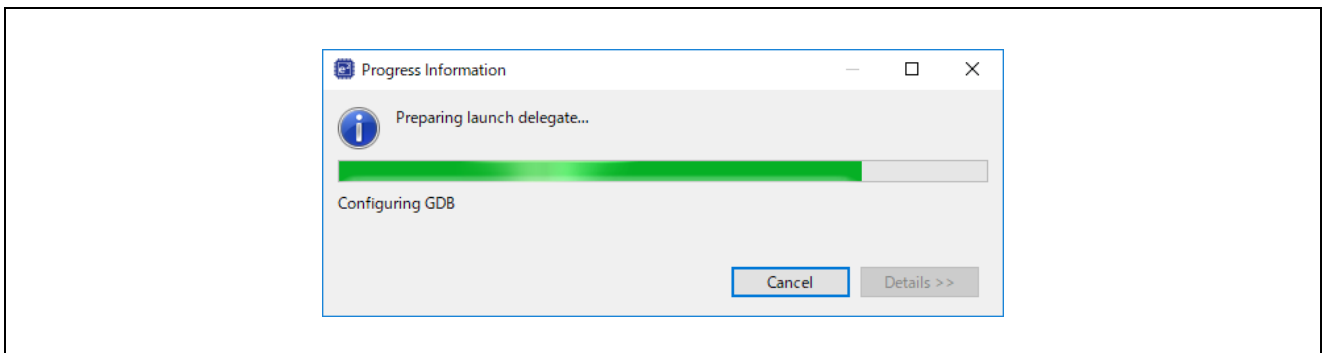 Progress Information
Preparing launch delegate...
Configuring GDB
Cancel
Details >>